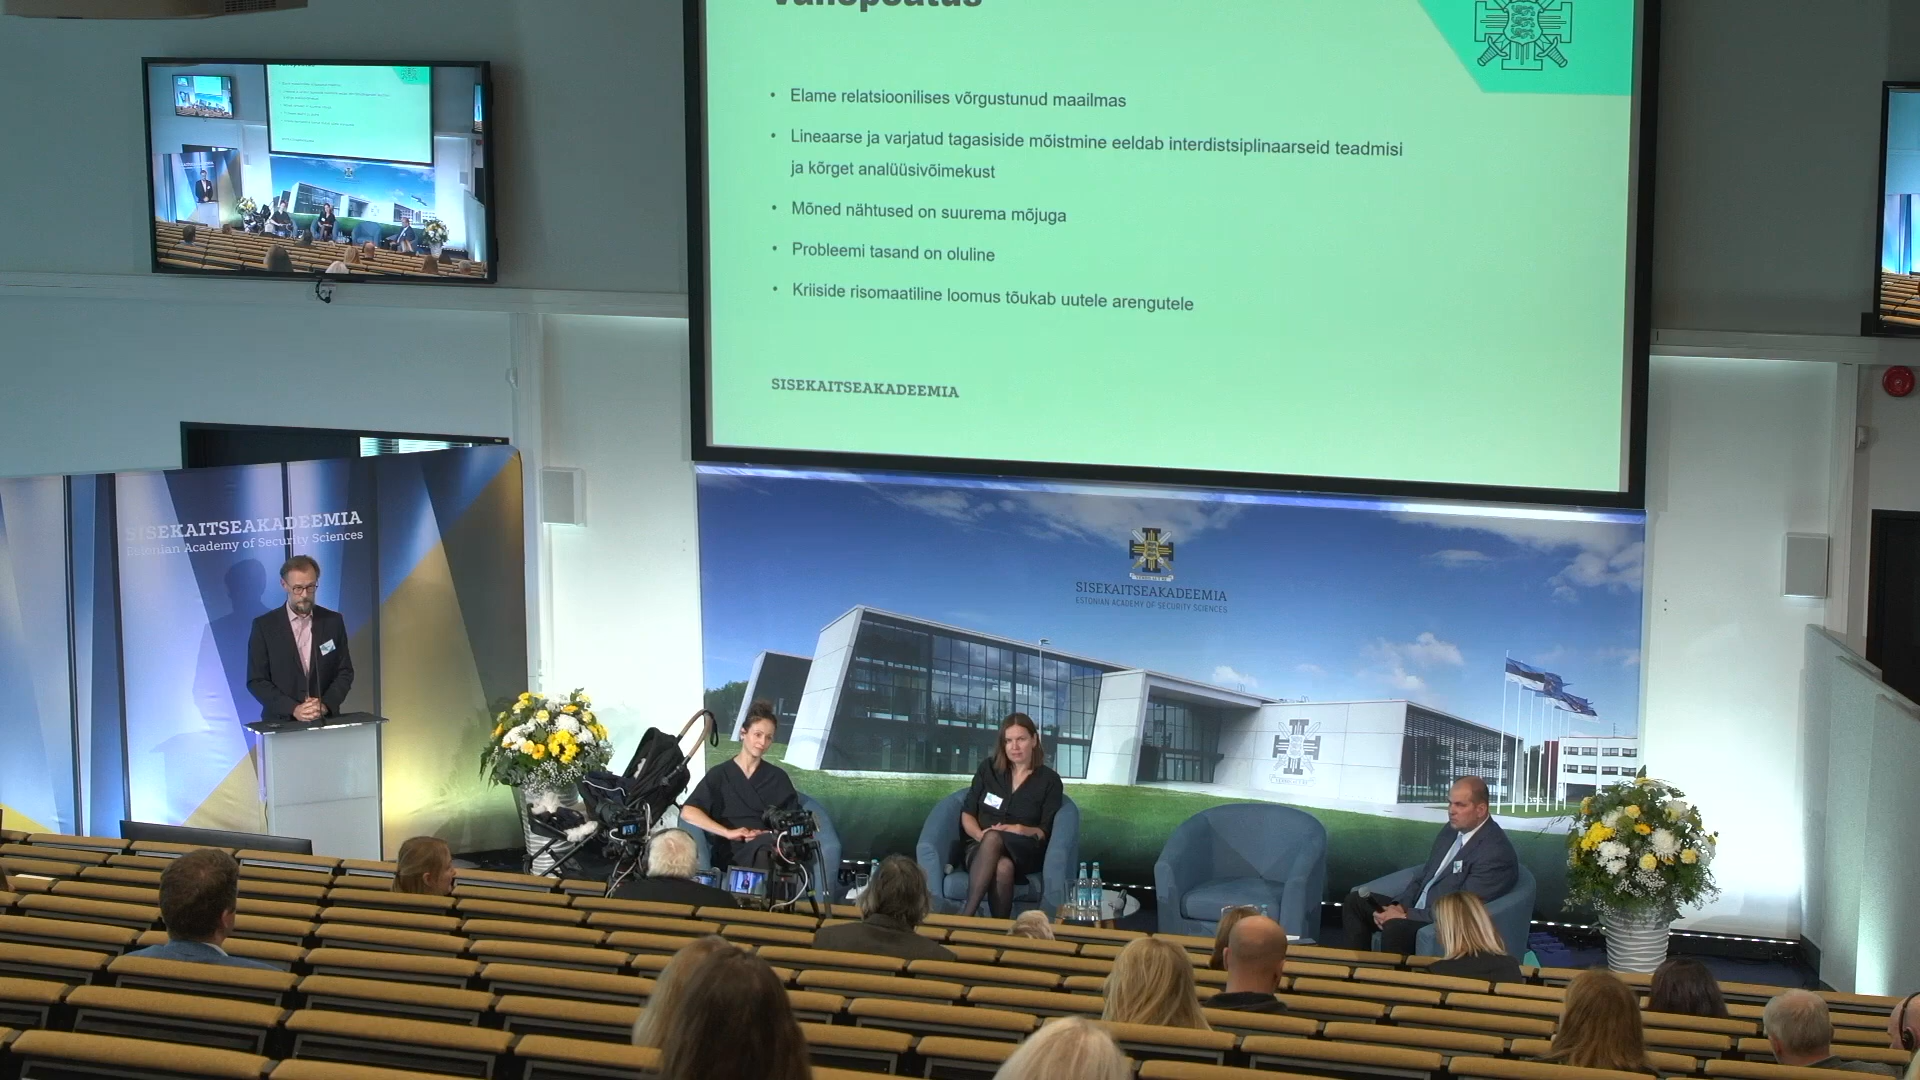 Vahepeatus
• Elame relatsioonilises võrgustunud maailmas
• Lineaarse ja varjatud tagasiside mõistmine eeldab interdistsiplinaarseid teadmisi
ja kõrget analüüsivõimekust
• Mõned nähtused on suurema mõjuga
• Probleemi tasand on oluline
• Kriiside risomaatiline loomus tõukab uutele arengutele
SISEKAITSEAKADEEMIA
SISEKAITSEAKADEEMIA
Estonian Academy of Security Sciences
SISEKAITSEAKADEEMIA
ESTONIAN ACADEMY OF SECURITY SCIENCES